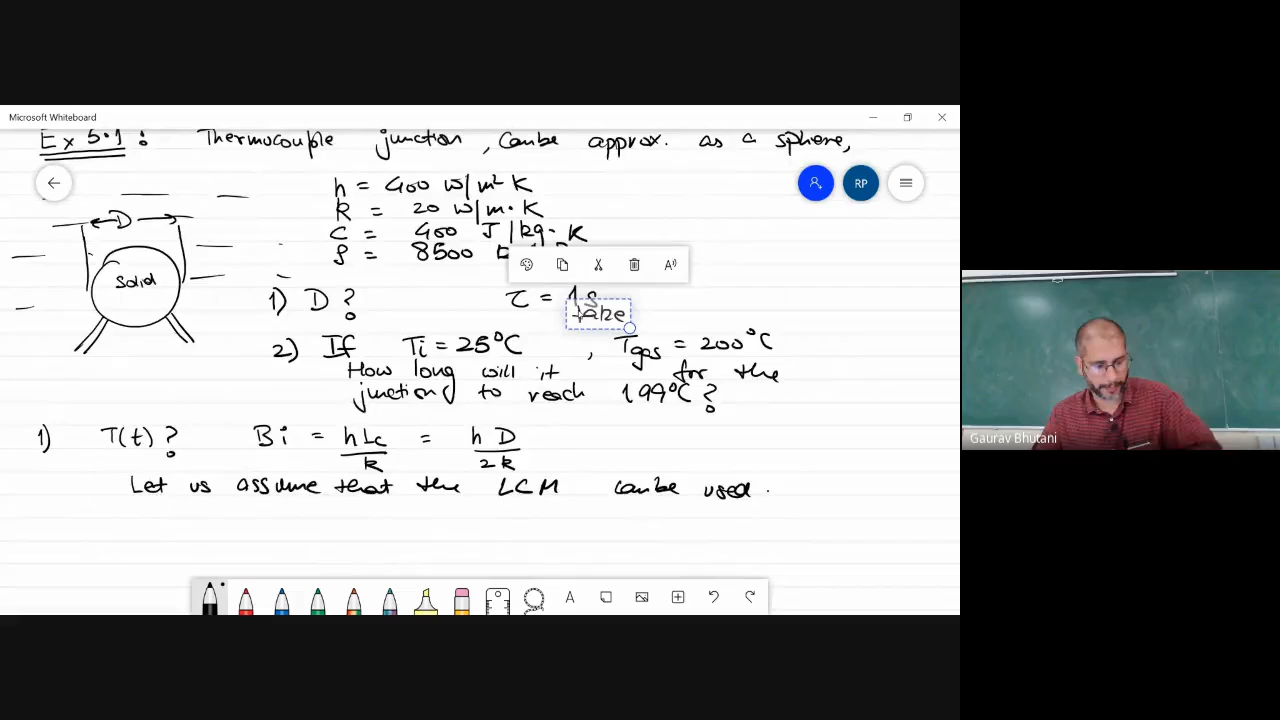 Microsoft Whiteboard
Ex 5.1 : Thermocouple junction, can be approx. as a sphere,
RP
h = 400 W/m² K
k = 20 W/m·K
C = 400 J/kg·K
ρ = 8500
D
Solid
1) D ? τ = 1s
take
2) If Ti = 25°C , Tgas = 200°C
How long will it for the
junction to reach 199°C ?
1) T(t) ? Bi = hLc/k = hD/2k
Let us assume that the LCM can be used .
Gaurav Bhutani